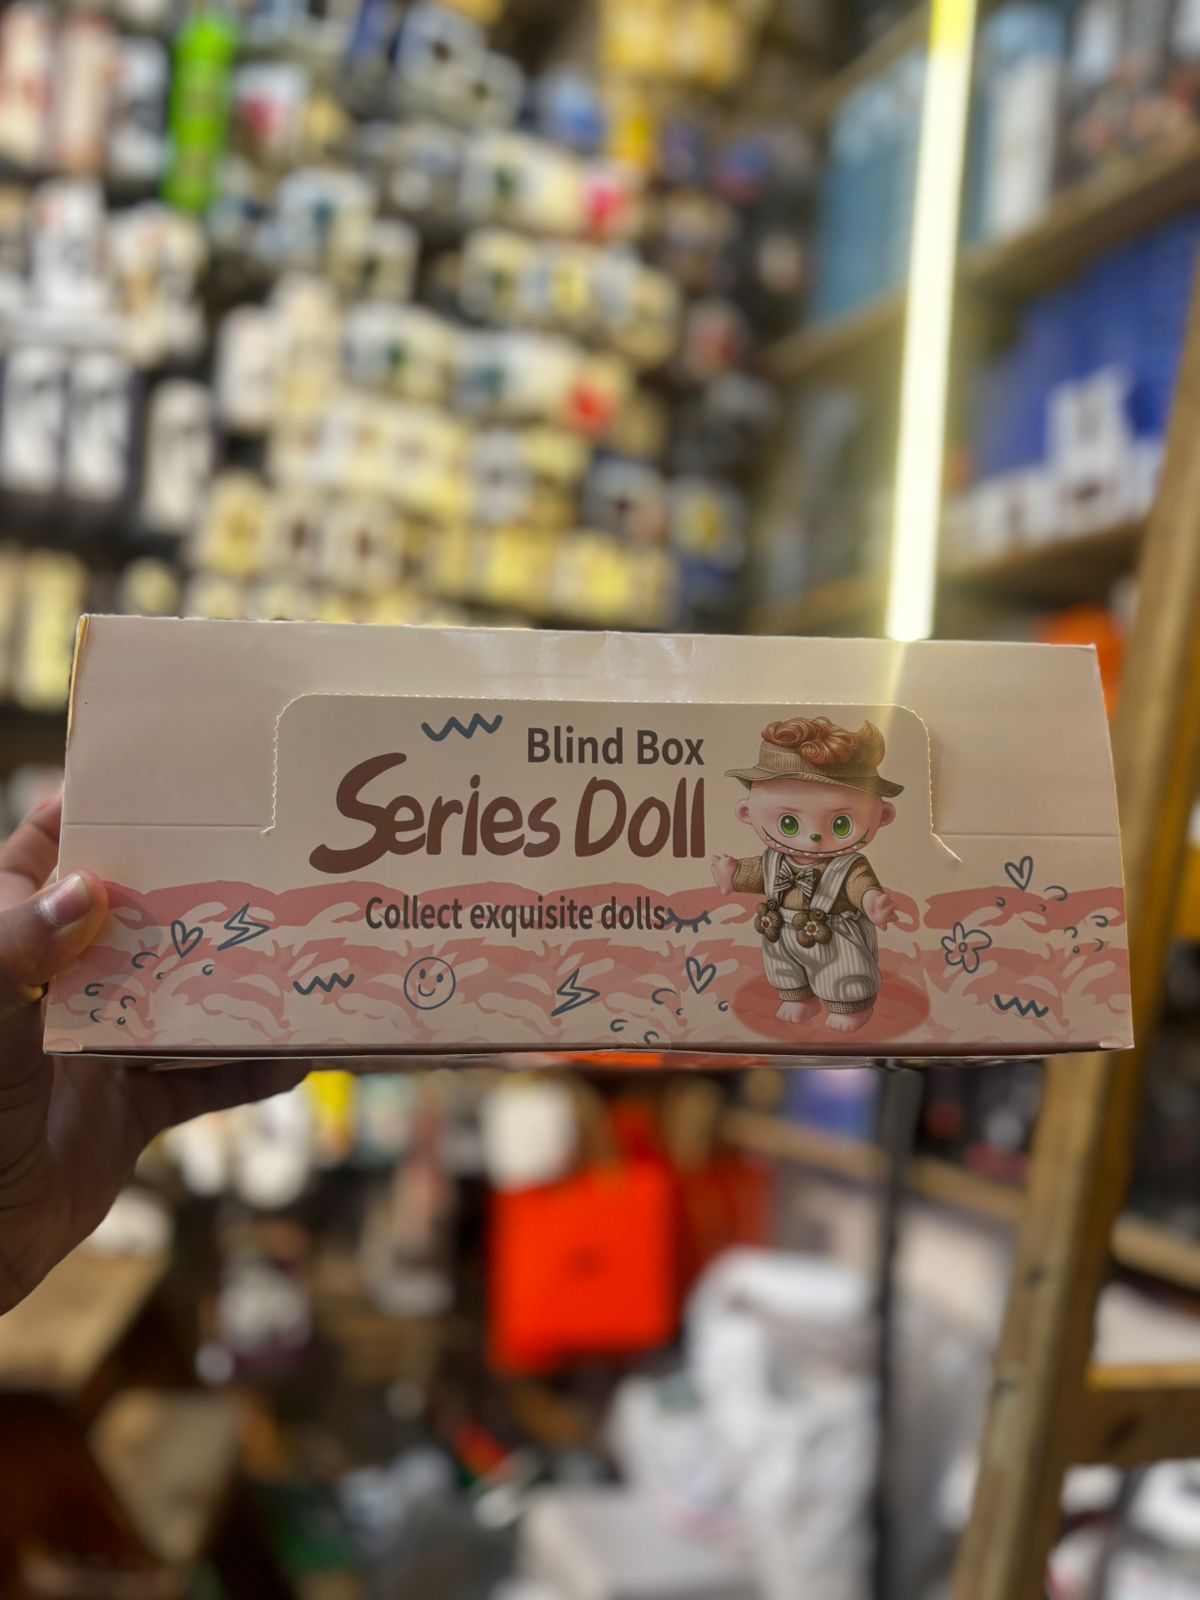 Blind Box
Series Doll
Collect exquisite dolls